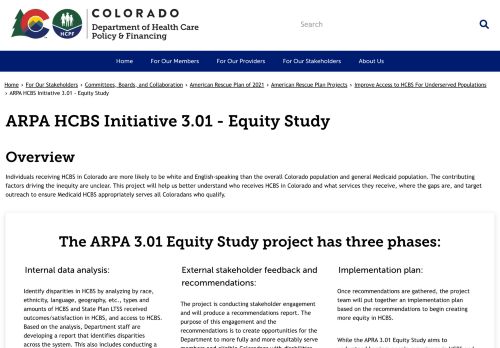 COLORADO
Department of Health Care
Policy & Financing
HCPF
Search
Home
For Our Members
For Our Providers
For Our Stakeholders
About Us
Home › For Our Stakeholders › Committees, Boards, and Collaboration › American Rescue Plan of 2021 › American Rescue Plan Projects › Improve Access to HCBS For Underserved Populations
› ARPA HCBS Initiative 3.01 - Equity Study
ARPA HCBS Initiative 3.01 - Equity Study
Overview
Individuals receiving HCBS in Colorado are more likely to be white and English-speaking than the overall Colorado population and general Medicaid population. The contributing
factors driving the inequity are unclear. This project will help us better understand who receives HCBS in Colorado and what services they receive, where the gaps are, and target
outreach to ensure Medicaid HCBS appropriately serves all Coloradans who qualify.
The ARPA 3.01 Equity Study project has three phases:
Internal data analysis:
Identify disparities in HCBS by analyzing by race,
ethnicity, language, geography, etc., types and
amounts of HCBS and State Plan LTSS received
outcomes/satisfaction in HCBS, and access to HCBS.
Based on the analysis, Department staff are
developing a report that identifies disparities
across the system. This also includes conducting a
External stakeholder feedback and
recommendations:
The project is conducting stakeholder engagement
and will produce a recommendations report. The
purpose of this engagement and the
recommendations is to create opportunities for the
Department to more fully and more equitably serve
members and eligible Coloradans with disabilities
Implementation plan:
Once recommendations are gathered, the project
team will put together an implementation plan
based on the recommendations to begin creating
more equity in HCBS.
While the APRA 3.01 Equity Study aims to